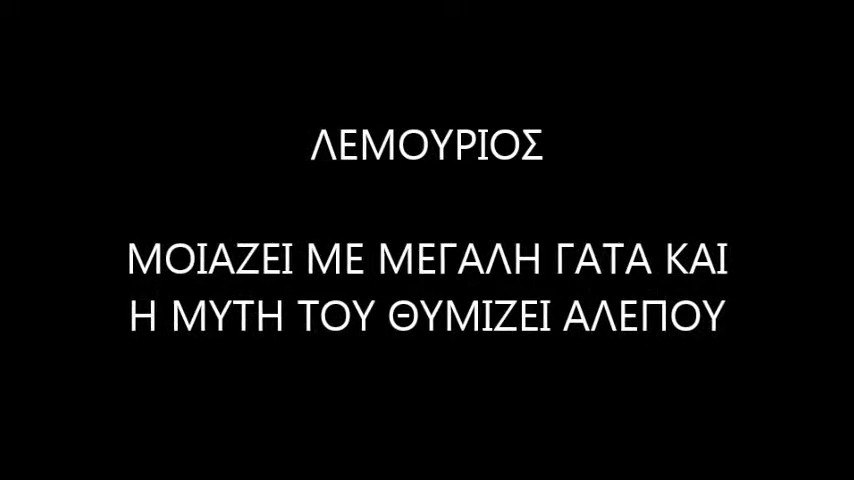 ΛΕΜΟΥΡΙΟΣ
ΜΟΙΑΖΕΙ ΜΕ ΜΕΓΑΛΗ ΓΑΤΑ ΚΑΙ
Η ΜΥΤΗ ΤΟΥ ΘΥΜΙΖΕΙ ΑΛΕΠΟΥ